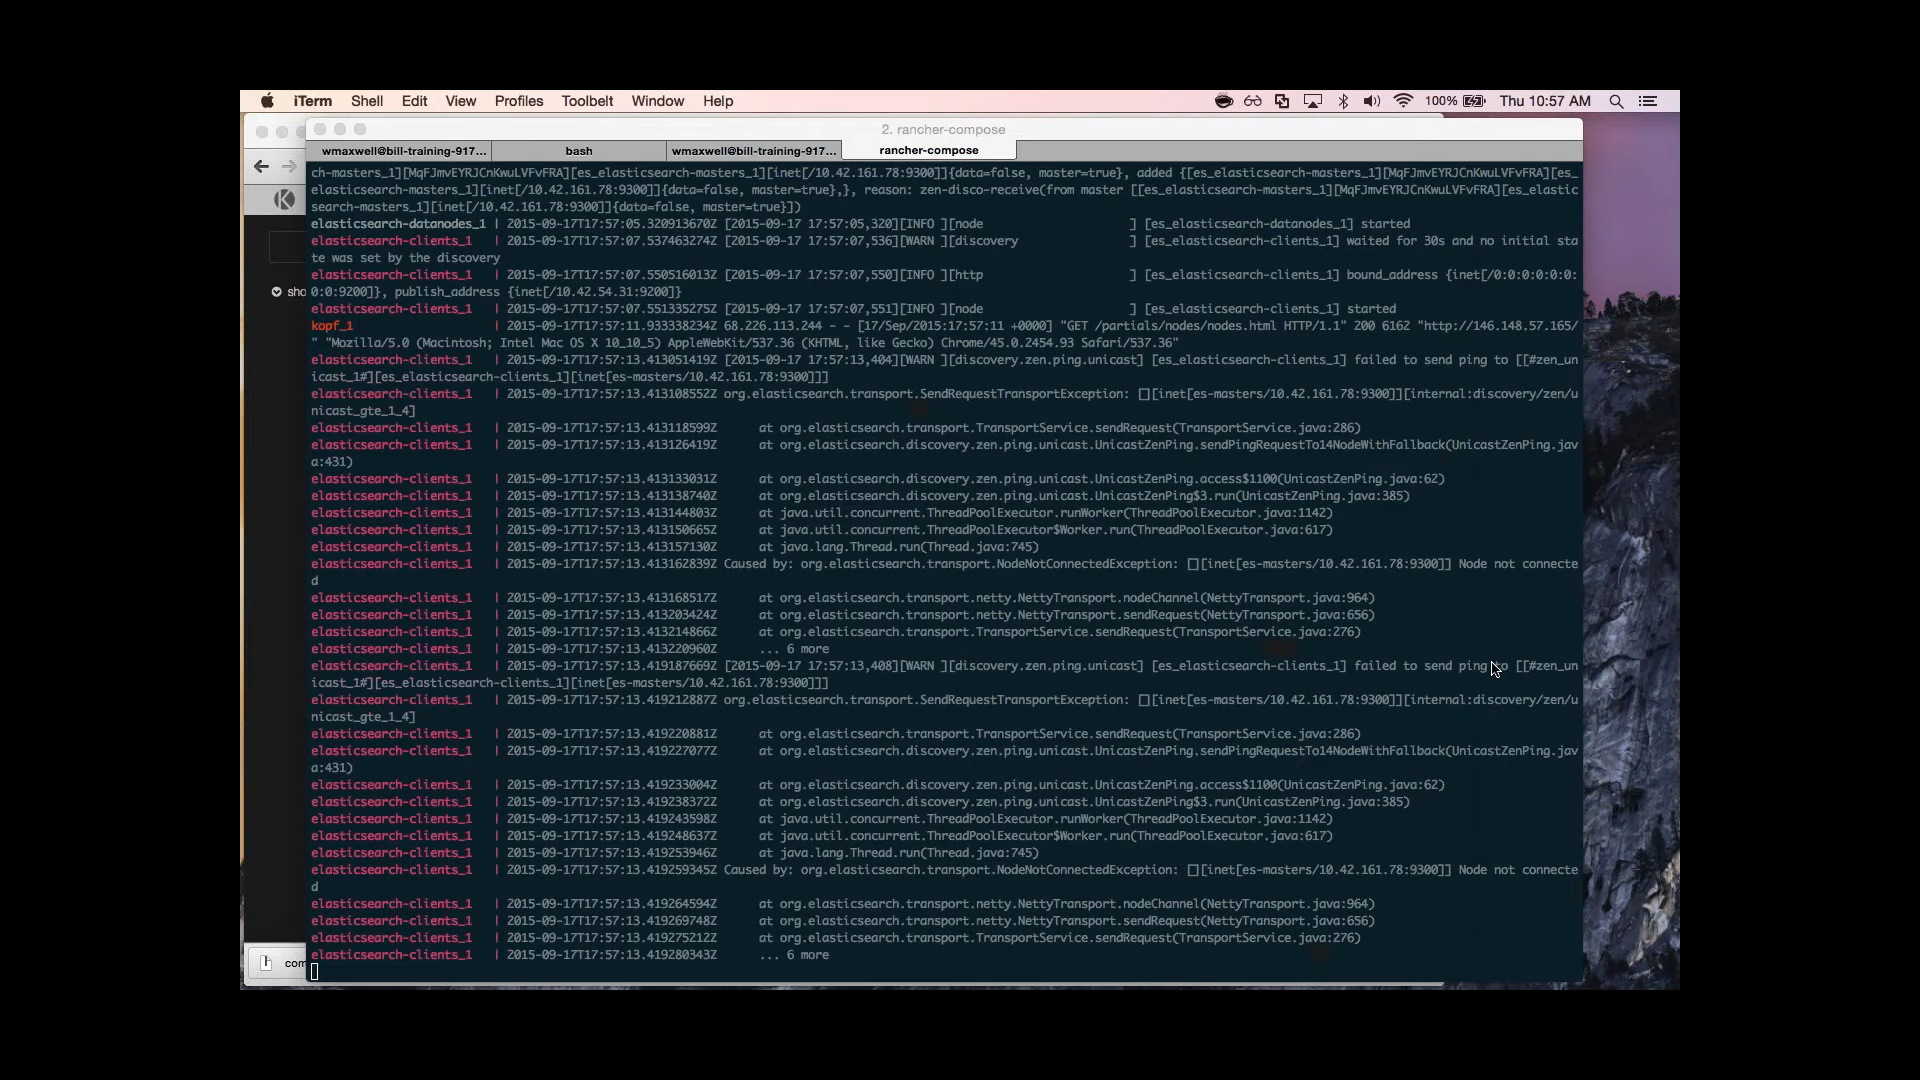 iTerm Shell Edit View Profiles Toolbelt Window Help 100% Thu 10:57 AM
2. rancher-compose
wmaxwell@bill-training-917... bash wmaxwell@bill-training-917... rancher-compose
ch-masters_1][MqFJmvEYRJCnKwuLVFvFRA][es_elasticsearch-masters_1][inet[/10.42.161.78:9300]]{data=false, master=true}, added {[es_elasticsearch-masters_1][MqFJmvEYRJCnKwuLVFvFRA][es_
elasticsearch-masters_1][inet[/10.42.161.78:9300]]{data=false, master=true},}, reason: zen-disco-receive(from master [[es_elasticsearch-masters_1][MqFJmvEYRJCnKwuLVFvFRA][es_elastic
search-masters_1][inet[/10.42.161.78:9300]]{data=false, master=true}])
elasticsearch-datanodes_1 | 2015-09-17T17:57:05.320913670Z [2015-09-17 17:57:05,320][INFO ][node ] [es_elasticsearch-datanodes_1] started
elasticsearch-clients_1 | 2015-09-17T17:57:07.537463274Z [2015-09-17 17:57:07,536][WARN ][discovery ] [es_elasticsearch-clients_1] waited for 30s and no initial sta
te was set by the discovery
elasticsearch-clients_1 | 2015-09-17T17:57:07.550516013Z [2015-09-17 17:57:07,550][INFO ][http ] [es_elasticsearch-clients_1] bound_address {inet[/0:0:0:0:0:0:
sho 0:0:9200]}, publish_address {inet[/10.42.54.31:9200]}
elasticsearch-clients_1 | 2015-09-17T17:57:07.551335275Z [2015-09-17 17:57:07,551][INFO ][node ] [es_elasticsearch-clients_1] started
kopf_1 | 2015-09-17T17:57:11.933338234Z 68.226.113.244 - - [17/Sep/2015:17:57:11 +0000] "GET /partials/nodes/nodes.html HTTP/1.1" 200 6162 "http://146.148.57.165/
" "Mozilla/5.0 (Macintosh; Intel Mac OS X 10_10_5) AppleWebKit/537.36 (KHTML, like Gecko) Chrome/45.0.2454.93 Safari/537.36"
elasticsearch-clients_1 | 2015-09-17T17:57:13.413051419Z [2015-09-17 17:57:13,404][WARN ][discovery.zen.ping.unicast] [es_elasticsearch-clients_1] failed to send ping to [[#zen_un
icast_1#][es_elasticsearch-clients_1][inet[es-masters/10.42.161.78:9300]]]
elasticsearch-clients_1 | 2015-09-17T17:57:13.413108552Z org.elasticsearch.transport.SendRequestTransportException: [][inet[es-masters/10.42.161.78:9300]][internal:discovery/zen/u
nicast_gte_1_4]
elasticsearch-clients_1 | 2015-09-17T17:57:13.413118599Z at org.elasticsearch.transport.TransportService.sendRequest(TransportService.java:286)
elasticsearch-clients_1 | 2015-09-17T17:57:13.413126419Z at org.elasticsearch.discovery.zen.ping.unicast.UnicastZenPing.sendPingRequestTo14NodeWithFallback(UnicastZenPing.jav
a:431)
elasticsearch-clients_1 | 2015-09-17T17:57:13.413133031Z at org.elasticsearch.discovery.zen.ping.unicast.UnicastZenPing.access$1100(UnicastZenPing.java:62)
elasticsearch-clients_1 | 2015-09-17T17:57:13.413138740Z at org.elasticsearch.discovery.zen.ping.unicast.UnicastZenPing$3.run(UnicastZenPing.java:385)
elasticsearch-clients_1 | 2015-09-17T17:57:13.413144803Z at java.util.concurrent.ThreadPoolExecutor.runWorker(ThreadPoolExecutor.java:1142)
elasticsearch-clients_1 | 2015-09-17T17:57:13.413150665Z at java.util.concurrent.ThreadPoolExecutor$Worker.run(ThreadPoolExecutor.java:617)
elasticsearch-clients_1 | 2015-09-17T17:57:13.413157130Z at java.lang.Thread.run(Thread.java:745)
elasticsearch-clients_1 | 2015-09-17T17:57:13.413162839Z Caused by: org.elasticsearch.transport.NodeNotConnectedException: [][inet[es-masters/10.42.161.78:9300]] Node not connecte
d
elasticsearch-clients_1 | 2015-09-17T17:57:13.413168517Z at org.elasticsearch.transport.netty.NettyTransport.nodeChannel(NettyTransport.java:964)
elasticsearch-clients_1 | 2015-09-17T17:57:13.413203424Z at org.elasticsearch.transport.netty.NettyTransport.sendRequest(NettyTransport.java:656)
elasticsearch-clients_1 | 2015-09-17T17:57:13.413214866Z at org.elasticsearch.transport.TransportService.sendRequest(TransportService.java:276)
elasticsearch-clients_1 | 2015-09-17T17:57:13.413220960Z ... 6 more
elasticsearch-clients_1 | 2015-09-17T17:57:13.419187669Z [2015-09-17 17:57:13,408][WARN ][discovery.zen.ping.unicast] [es_elasticsearch-clients_1] failed to send ping to [[#zen_un
icast_1#][es_elasticsearch-clients_1][inet[es-masters/10.42.161.78:9300]]]
elasticsearch-clients_1 | 2015-09-17T17:57:13.419212887Z org.elasticsearch.transport.SendRequestTransportException: [][inet[es-masters/10.42.161.78:9300]][internal:discovery/zen/u
nicast_gte_1_4]
elasticsearch-clients_1 | 2015-09-17T17:57:13.419220881Z at org.elasticsearch.transport.TransportService.sendRequest(TransportService.java:286)
elasticsearch-clients_1 | 2015-09-17T17:57:13.419227077Z at org.elasticsearch.discovery.zen.ping.unicast.UnicastZenPing.sendPingRequestTo14NodeWithFallback(UnicastZenPing.jav
a:431)
elasticsearch-clients_1 | 2015-09-17T17:57:13.419233004Z at org.elasticsearch.discovery.zen.ping.unicast.UnicastZenPing.access$1100(UnicastZenPing.java:62)
elasticsearch-clients_1 | 2015-09-17T17:57:13.419238372Z at org.elasticsearch.discovery.zen.ping.unicast.UnicastZenPing$3.run(UnicastZenPing.java:385)
elasticsearch-clients_1 | 2015-09-17T17:57:13.419243598Z at java.util.concurrent.ThreadPoolExecutor.runWorker(ThreadPoolExecutor.java:1142)
elasticsearch-clients_1 | 2015-09-17T17:57:13.419248637Z at java.util.concurrent.ThreadPoolExecutor$Worker.run(ThreadPoolExecutor.java:617)
elasticsearch-clients_1 | 2015-09-17T17:57:13.419253946Z at java.lang.Thread.run(Thread.java:745)
elasticsearch-clients_1 | 2015-09-17T17:57:13.419259345Z Caused by: org.elasticsearch.transport.NodeNotConnectedException: [][inet[es-masters/10.42.161.78:9300]] Node not connecte
d
elasticsearch-clients_1 | 2015-09-17T17:57:13.419264594Z at org.elasticsearch.transport.netty.NettyTransport.nodeChannel(NettyTransport.java:964)
elasticsearch-clients_1 | 2015-09-17T17:57:13.419269748Z at org.elasticsearch.transport.netty.NettyTransport.sendRequest(NettyTransport.java:656)
elasticsearch-clients_1 | 2015-09-17T17:57:13.419275212Z at org.elasticsearch.transport.TransportService.sendRequest(TransportService.java:276)
elasticsearch-clients_1 | 2015-09-17T17:57:13.419280343Z ... 6 more
com